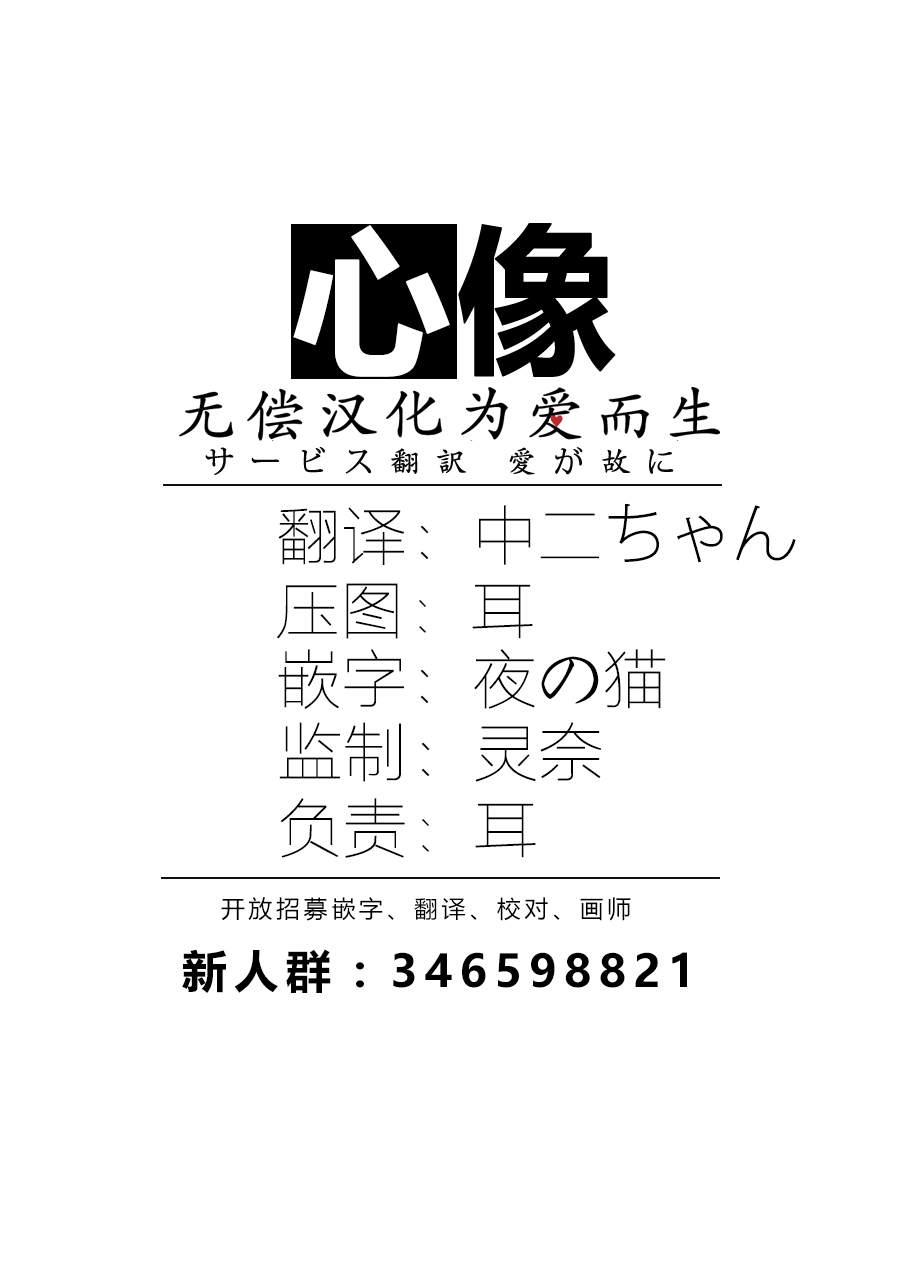 心像
无偿汉化为爱而生
サービス翻訳 愛が故に
翻译：中二ちゃん
压图：耳
嵌字：夜の猫
监制：灵奈
负责：耳
开放招募嵌字、翻译、校对、画师
新人群：346598821